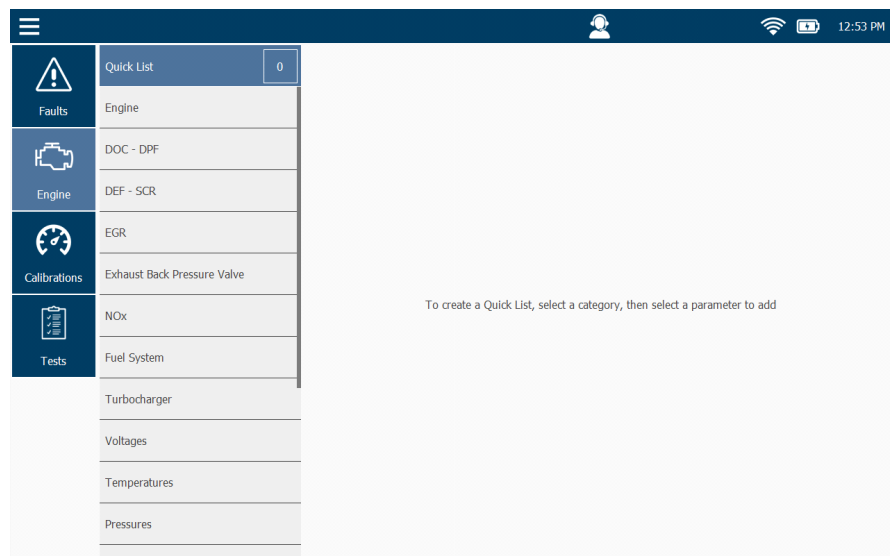 12:53 PM
Faults
Engine
Calibrations
Tests
Quick List 0
Engine
DOC - DPF
DEF - SCR
EGR
Exhaust Back Pressure Valve
NOx
Fuel System
Turbocharger
Voltages
Temperatures
Pressures
To create a Quick List, select a category, then select a parameter to add